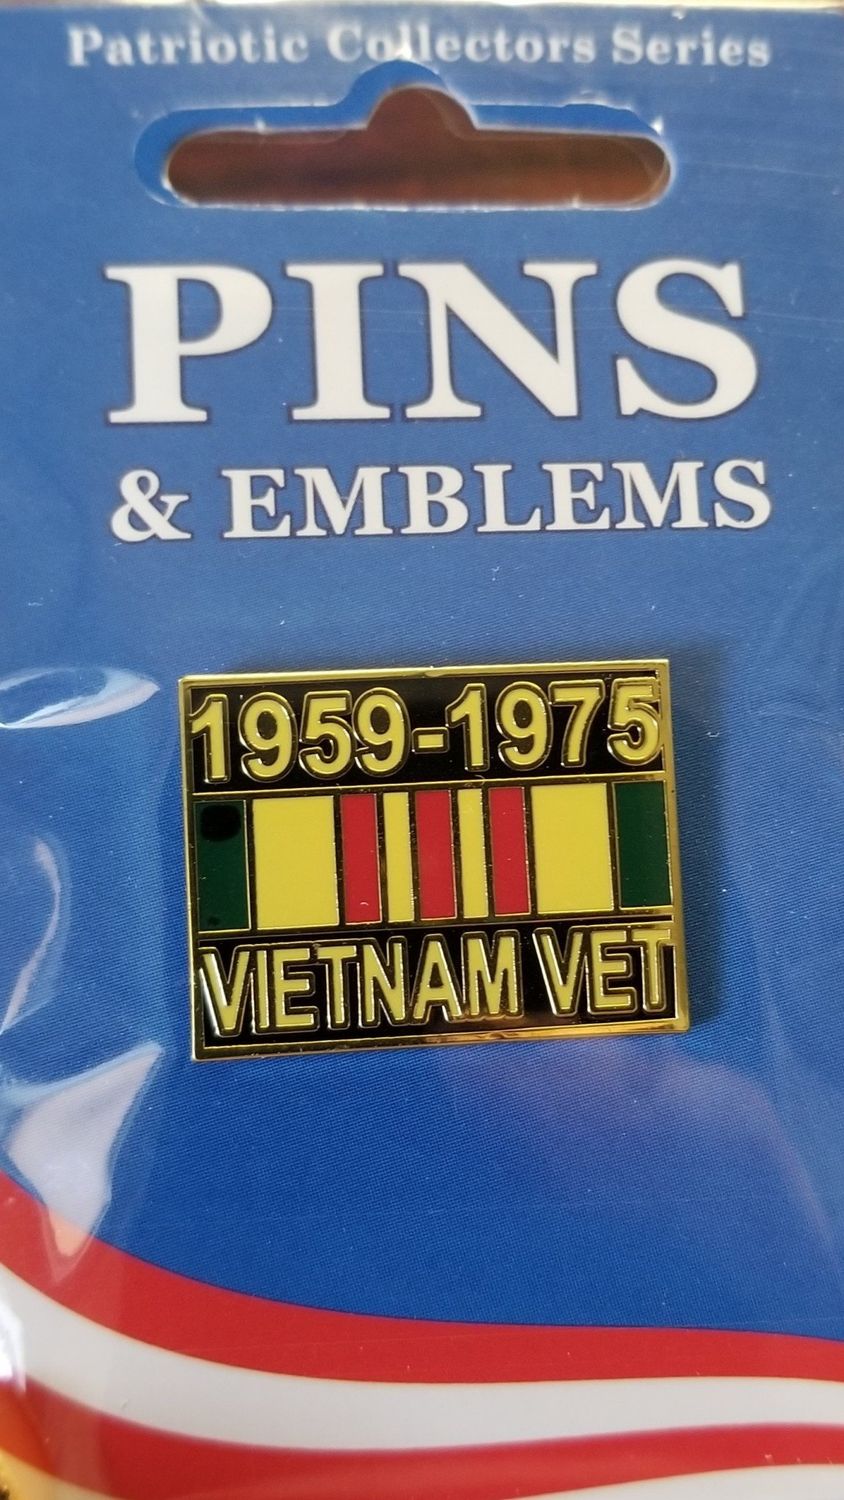 Patriotic Collectors Series
PINS
& EMBLEMS
1959-1975
VIETNAM VET